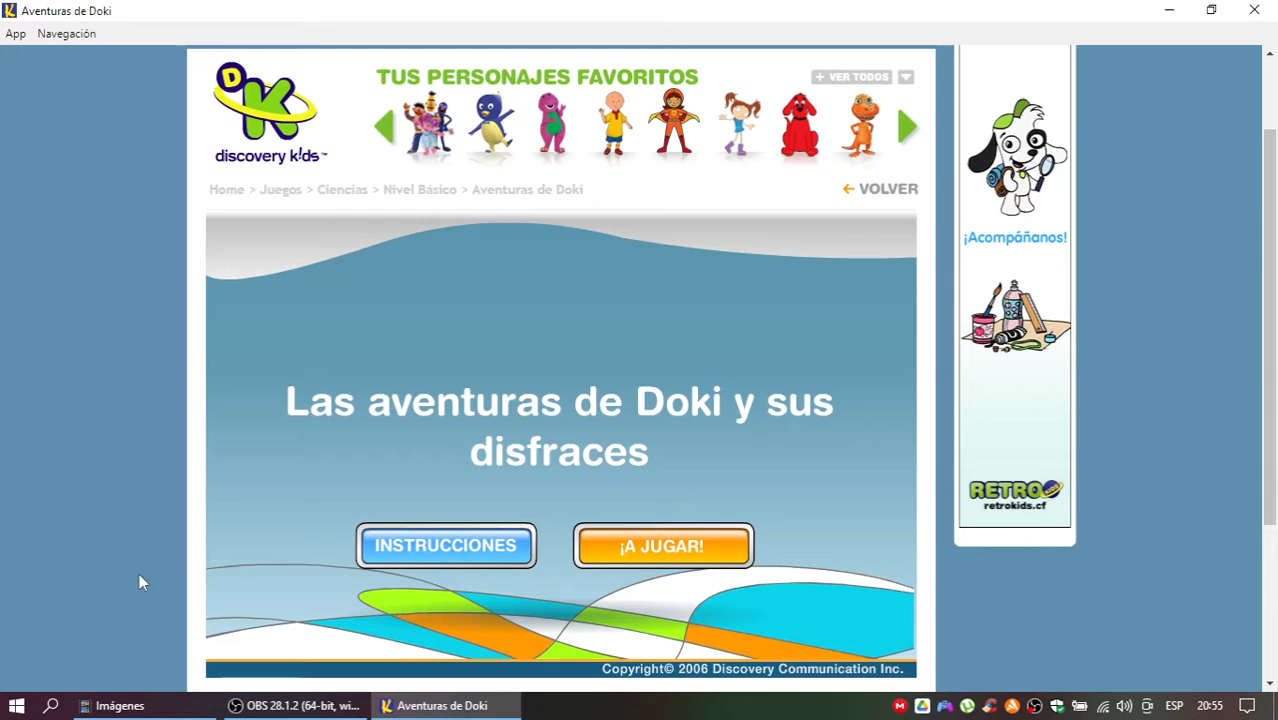 Aventuras de Doki
App Navegación
D K
discovery k!ds™
TUS PERSONAJES FAVORITOS
+ VER TODOS
Home > Juegos > Ciencias > Nivel Básico > Aventuras de Doki
VOLVER
Las aventuras de Doki y sus
disfraces
INSTRUCCIONES
¡A JUGAR!
Copyright© 2006 Discovery Communication Inc.
¡Acompáñanos!
RETRO
retrokids.cf
Imágenes
OBS 28.1.2 (64-bit, wi...
Aventuras de Doki
ESP
20:55